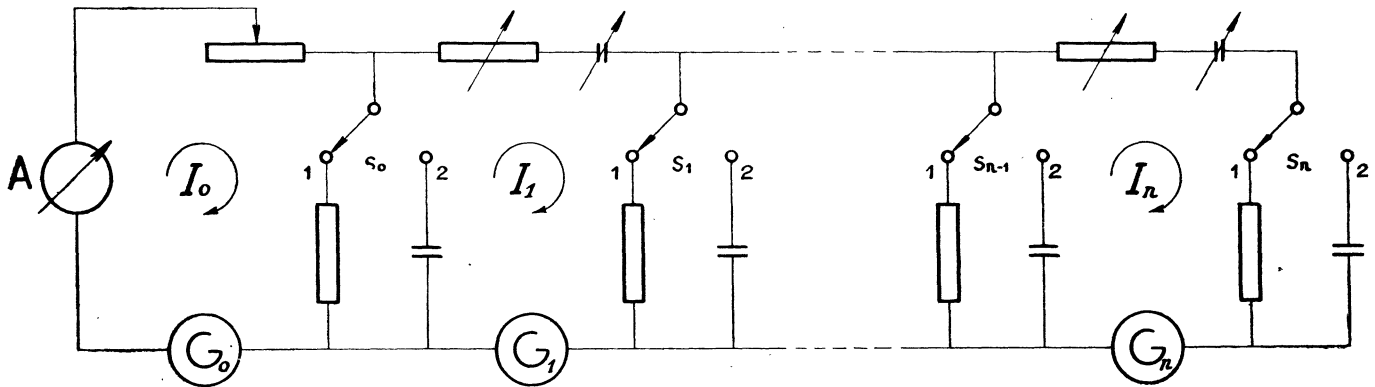 A I₀ 1 S₀ 2 I₁ 1 S₁ 2 1 Sₙ₋₁ 2 Iₙ 1 Sₙ 2
G₀ G₁ Gₙ